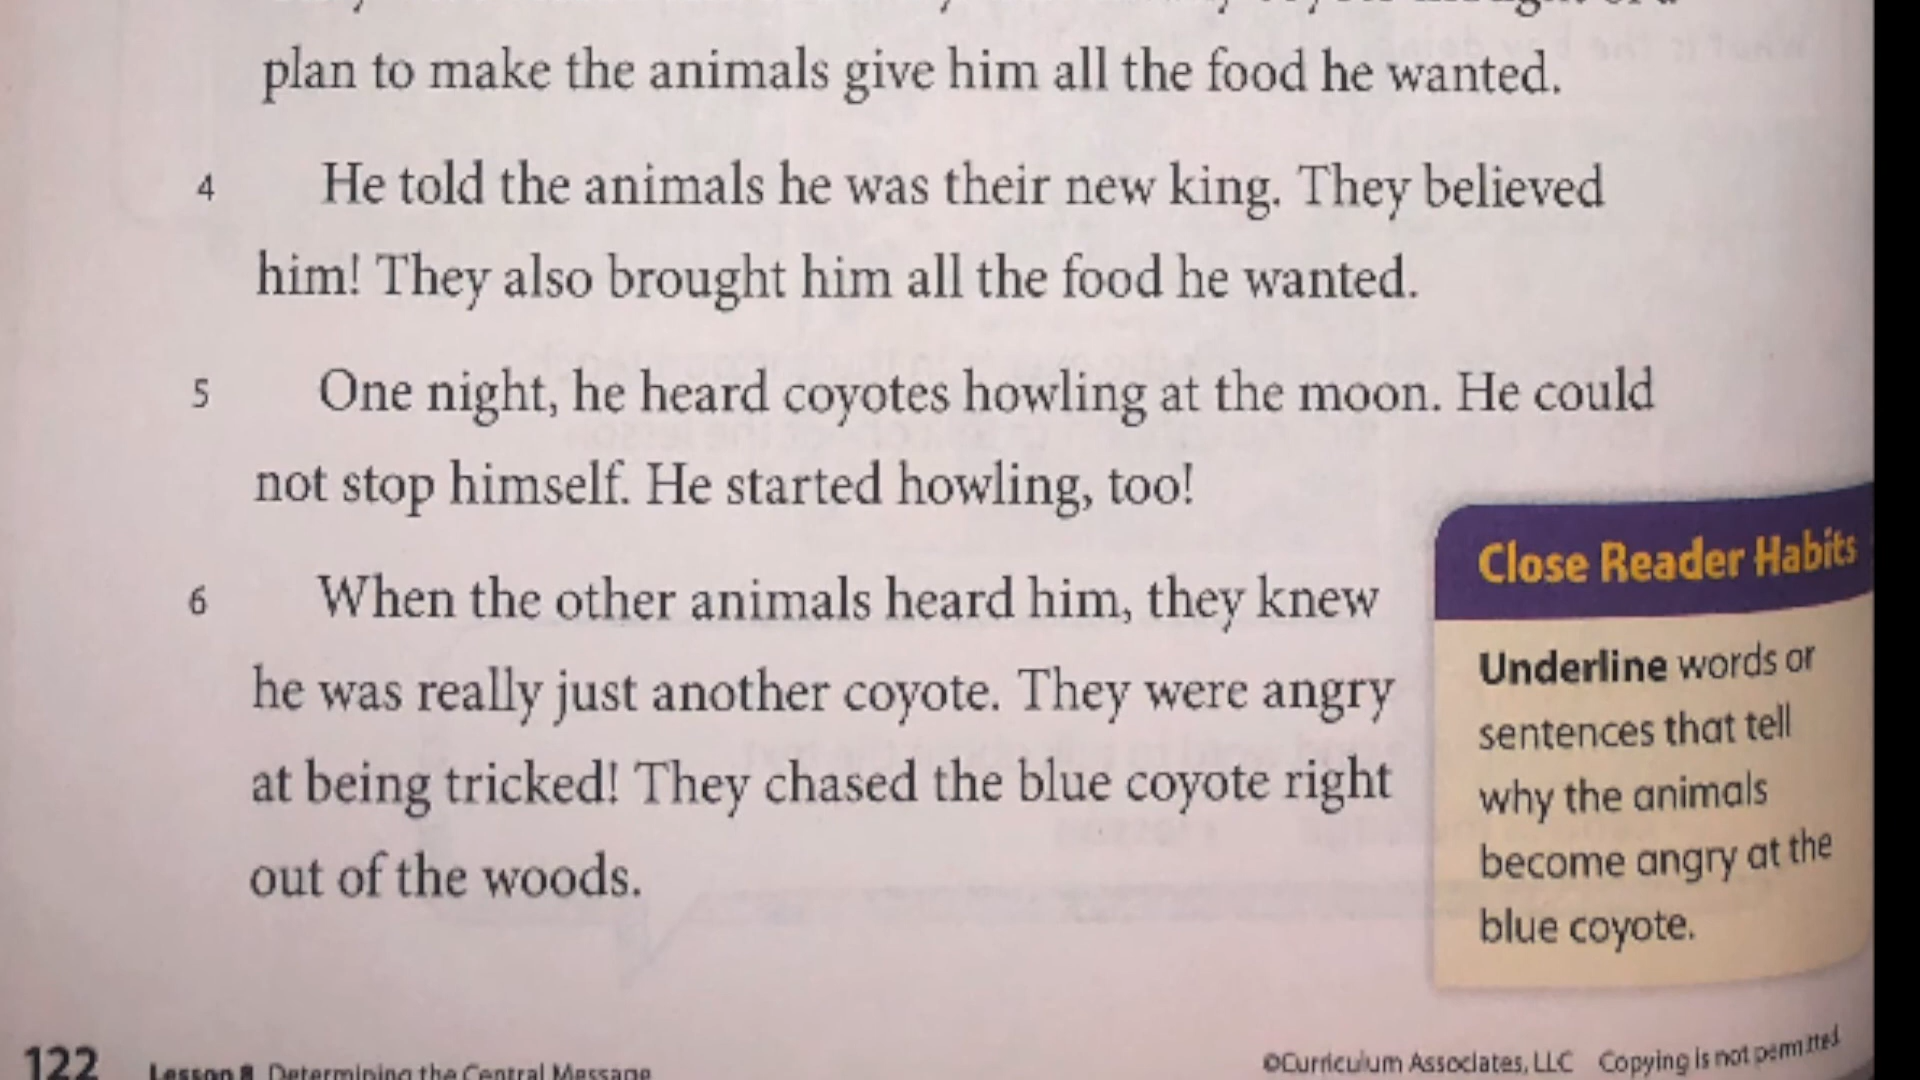 plan to make the animals give him all the food he wanted.
4 He told the animals he was their new king. They believed
him! They also brought him all the food he wanted.
5 One night, he heard coyotes howling at the moon. He could
not stop himself. He started howling, too!
6 When the other animals heard him, they knew
he was really just another coyote. They were angry
at being tricked! They chased the blue coyote right
out of the woods.
Close Reader Habits
Underline words or
sentences that tell
why the animals
become angry at the
blue coyote.
122 Lesson 8 Determining the Central Message
©Curriculum Associates, LLC Copying is not permitted